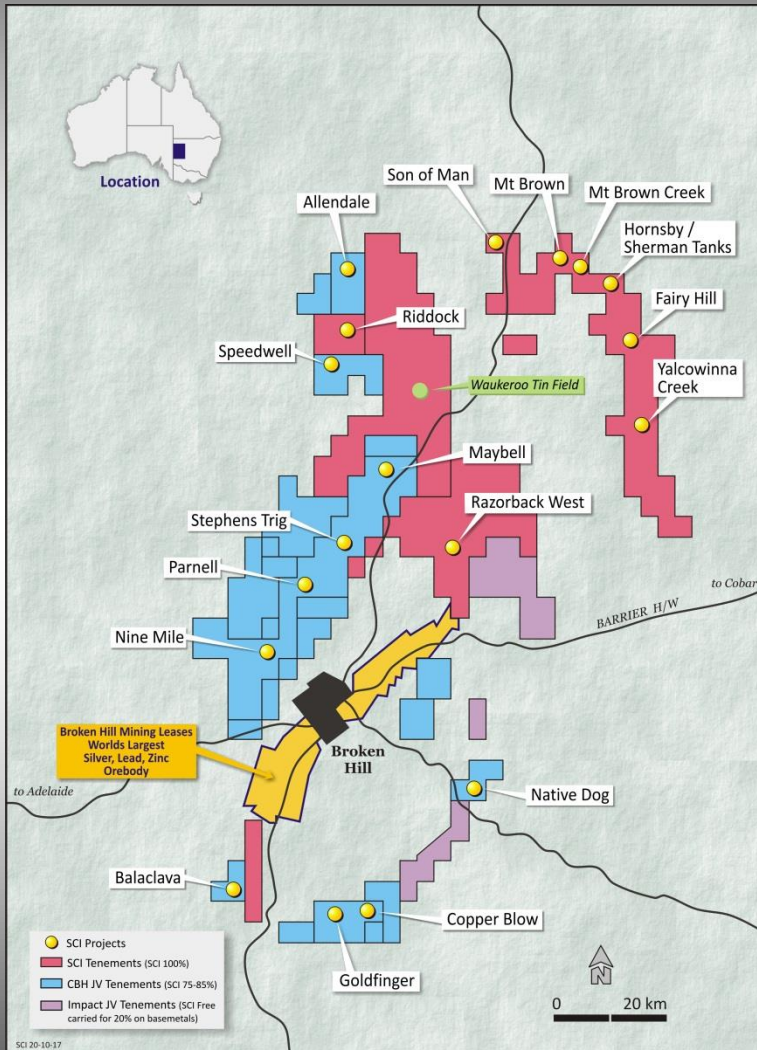 Location
Allendale
Son of Man
Mt Brown
Mt Brown Creek
Hornsby /
Sherman Tanks
Riddock
Fairy Hill
Speedwell
Yalcowinna
Creek
Waukeroo Tin Field
Maybell
Razorback West
Stephens Trig
Parnell
to Cobar
BARRIER H/W
Nine Mile
Broken Hill Mining Leases
Worlds Largest
Silver, Lead, Zinc
Orebody
Broken
Hill
to Adelaide
Native Dog
Balaclava
Copper Blow
Goldfinger
SCI Projects
SCI Tenements (SCI 100%)
CBH JV Tenements (SCI 75-85%)
Impact JV Tenements (SCI Free
carried for 20% on basemetals)
N
0 20 km
SCI 20-10-17